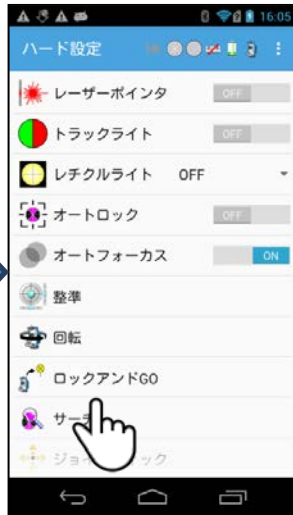 16:05
ハード設定
レーザーポインタ OFF
トラックライト OFF
レチクルライト OFF
オートロック OFF
オートフォーカス ON
整準
回転
ロックアンドGO
サーチ